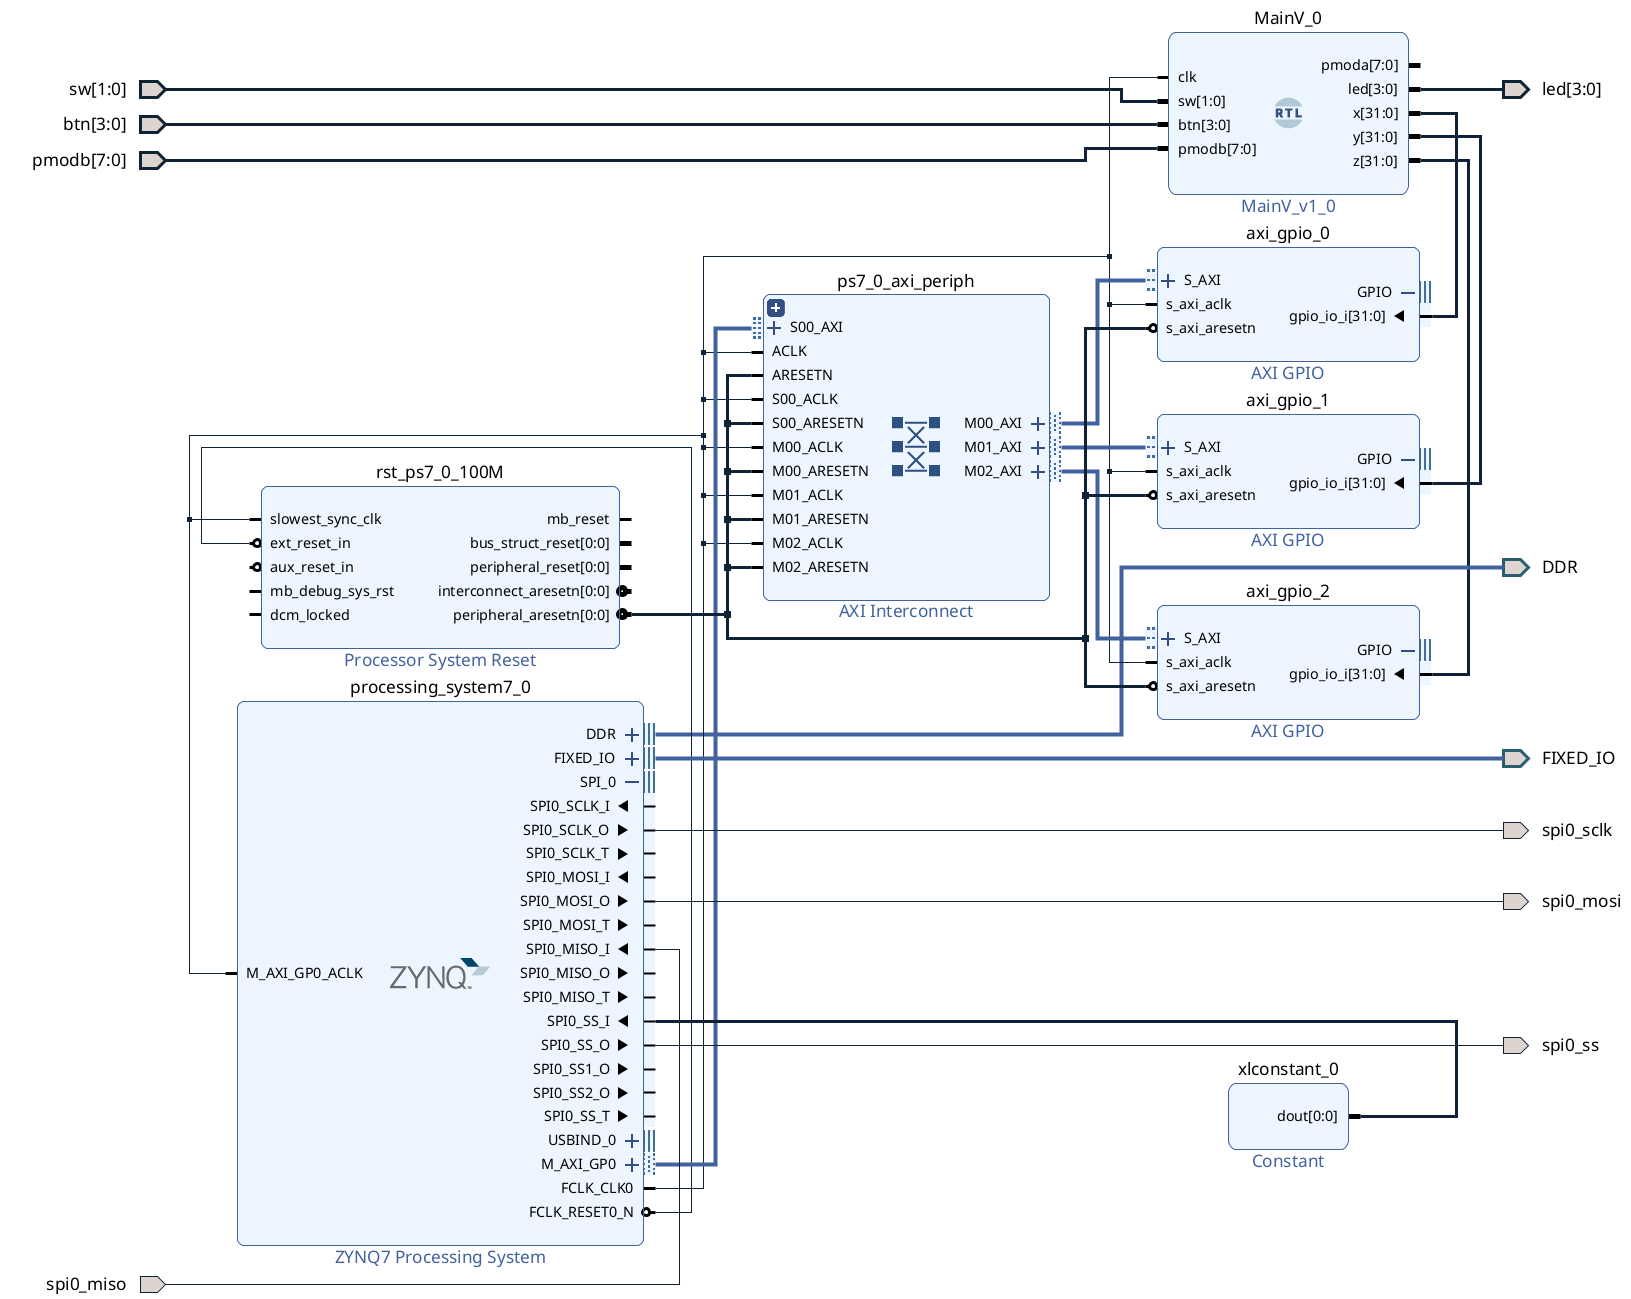 MainV_0
sw[1:0]
btn[3:0]
pmodb[7:0]
clk
sw[1:0]
btn[3:0]
pmodb[7:0]
RTL
pmoda[7:0]
led[3:0]
x[31:0]
y[31:0]
z[31:0]
MainV_v1_0
led[3:0]
axi_gpio_0
S_AXI
s_axi_aclk
s_axi_aresetn
GPIO
gpio_io_i[31:0]
AXI GPIO
ps7_0_axi_periph
S00_AXI
ACLK
ARESETN
S00_ACLK
S00_ARESETN
M00_ACLK
M00_ARESETN
M01_ACLK
M01_ARESETN
M02_ACLK
M02_ARESETN
M00_AXI
M01_AXI
M02_AXI
AXI Interconnect
axi_gpio_1
S_AXI
s_axi_aclk
s_axi_aresetn
GPIO
gpio_io_i[31:0]
AXI GPIO
rst_ps7_0_100M
slowest_sync_clk
ext_reset_in
aux_reset_in
mb_debug_sys_rst
dcm_locked
mb_reset
bus_struct_reset[0:0]
peripheral_reset[0:0]
interconnect_aresetn[0:0]
peripheral_aresetn[0:0]
Processor System Reset
DDR
axi_gpio_2
S_AXI
s_axi_aclk
s_axi_aresetn
GPIO
gpio_io_i[31:0]
AXI GPIO
processing_system7_0
M_AXI_GP0_ACLK
ZYNQ
DDR
FIXED_IO
SPI_0
SPI0_SCLK_I
SPI0_SCLK_O
SPI0_SCLK_T
SPI0_MOSI_I
SPI0_MOSI_O
SPI0_MOSI_T
SPI0_MISO_I
SPI0_MISO_O
SPI0_MISO_T
SPI0_SS_I
SPI0_SS_O
SPI0_SS1_O
SPI0_SS2_O
SPI0_SS_T
USBIND_0
M_AXI_GP0
FCLK_CLK0
FCLK_RESET0_N
ZYNQ7 Processing System
FIXED_IO
spi0_sclk
spi0_mosi
spi0_ss
xlconstant_0
dout[0:0]
Constant
spi0_miso